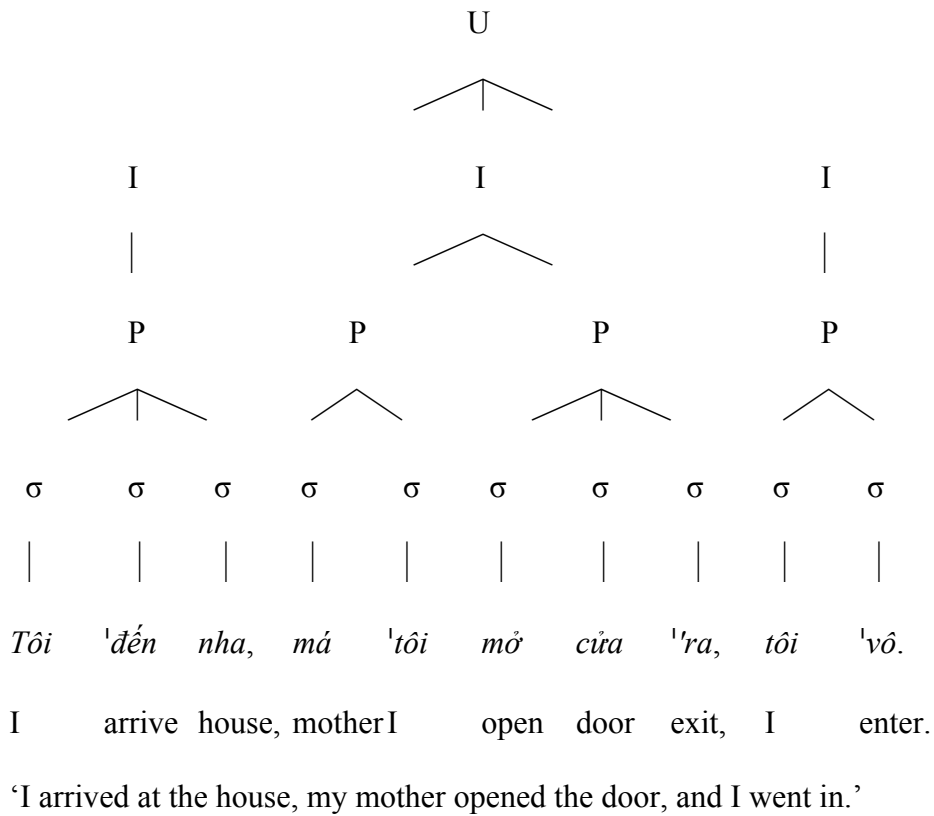 U
I I I
P P P P
σ σ σ σ σ σ σ σ σ σ
Tôi ˈđến nha, má ˈtôi mở cửa ˈ'ra, tôi ˈvô.
I arrive house, mother I open door exit, I enter.
‘I arrived at the house, my mother opened the door, and I went in.’